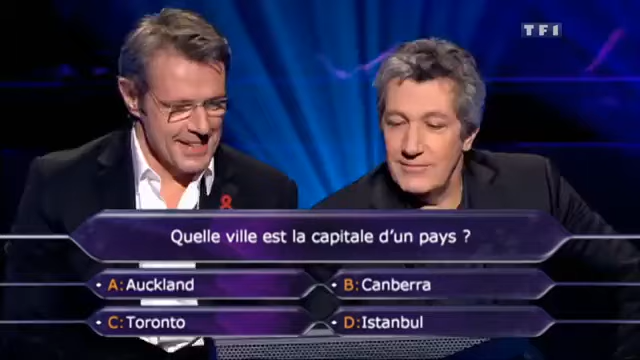 TF1
Quelle ville est la capitale d'un pays ?
A: Auckland
B: Canberra
C: Toronto
D: Istanbul